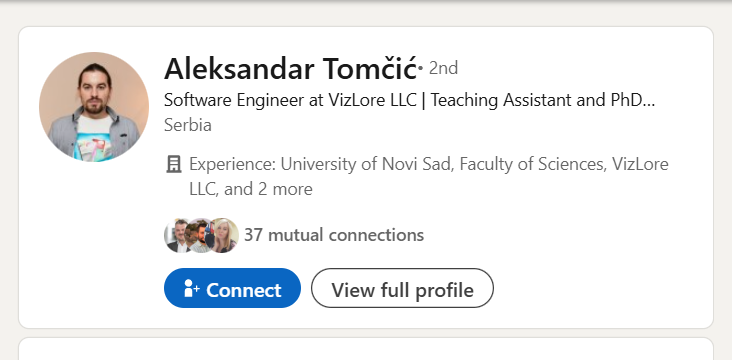 Aleksandar Tomčić • 2nd
Software Engineer at VizLore LLC | Teaching Assistant and PhD...
Serbia
Experience: University of Novi Sad, Faculty of Sciences, VizLore
LLC, and 2 more
37 mutual connections
Connect View full profile